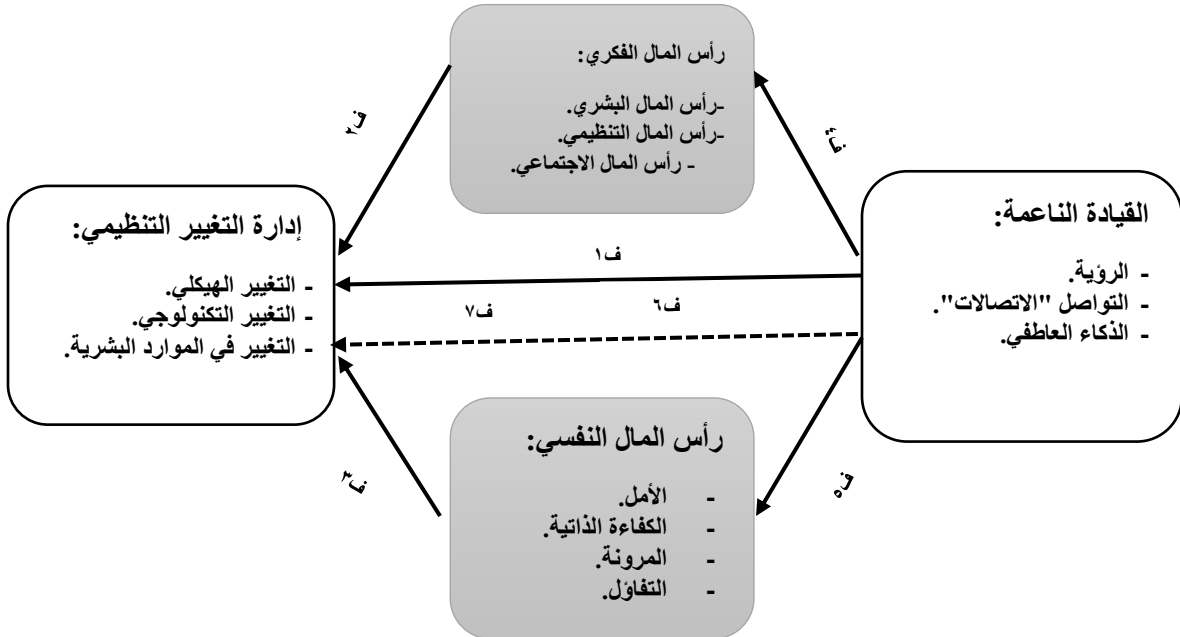 رأس المال الفكري:
-رأس المال البشري.
-رأس المال التنظيمي.
- رأس المال الاجتماعي.
ف٤
ف٢
القيادة الناعمة:
- الرؤية.
- التواصل "الاتصالات".
- الذكاء العاطفي.
ف١
ف٦
ف٧
إدارة التغيير التنظيمي:
- التغيير الهيكلي.
- التغيير التكنولوجي.
- التغيير في الموارد البشرية.
ف٥
ف٣
رأس المال النفسي:
- الأمل.
- الكفاءة الذاتية.
- المرونة.
- التفاؤل.